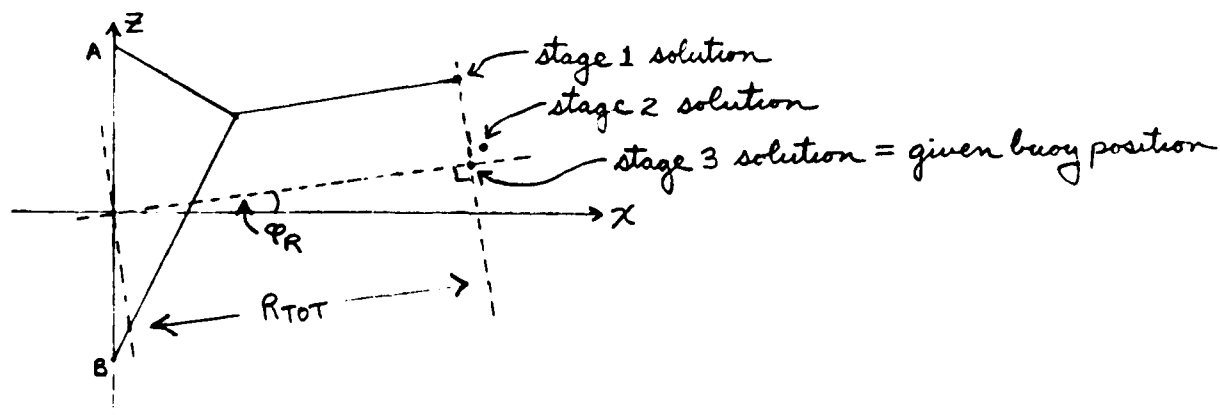 Z
A
stage 1 solution
stage 2 solution
stage 3 solution = given buoy position
X
φR
RTOT
B